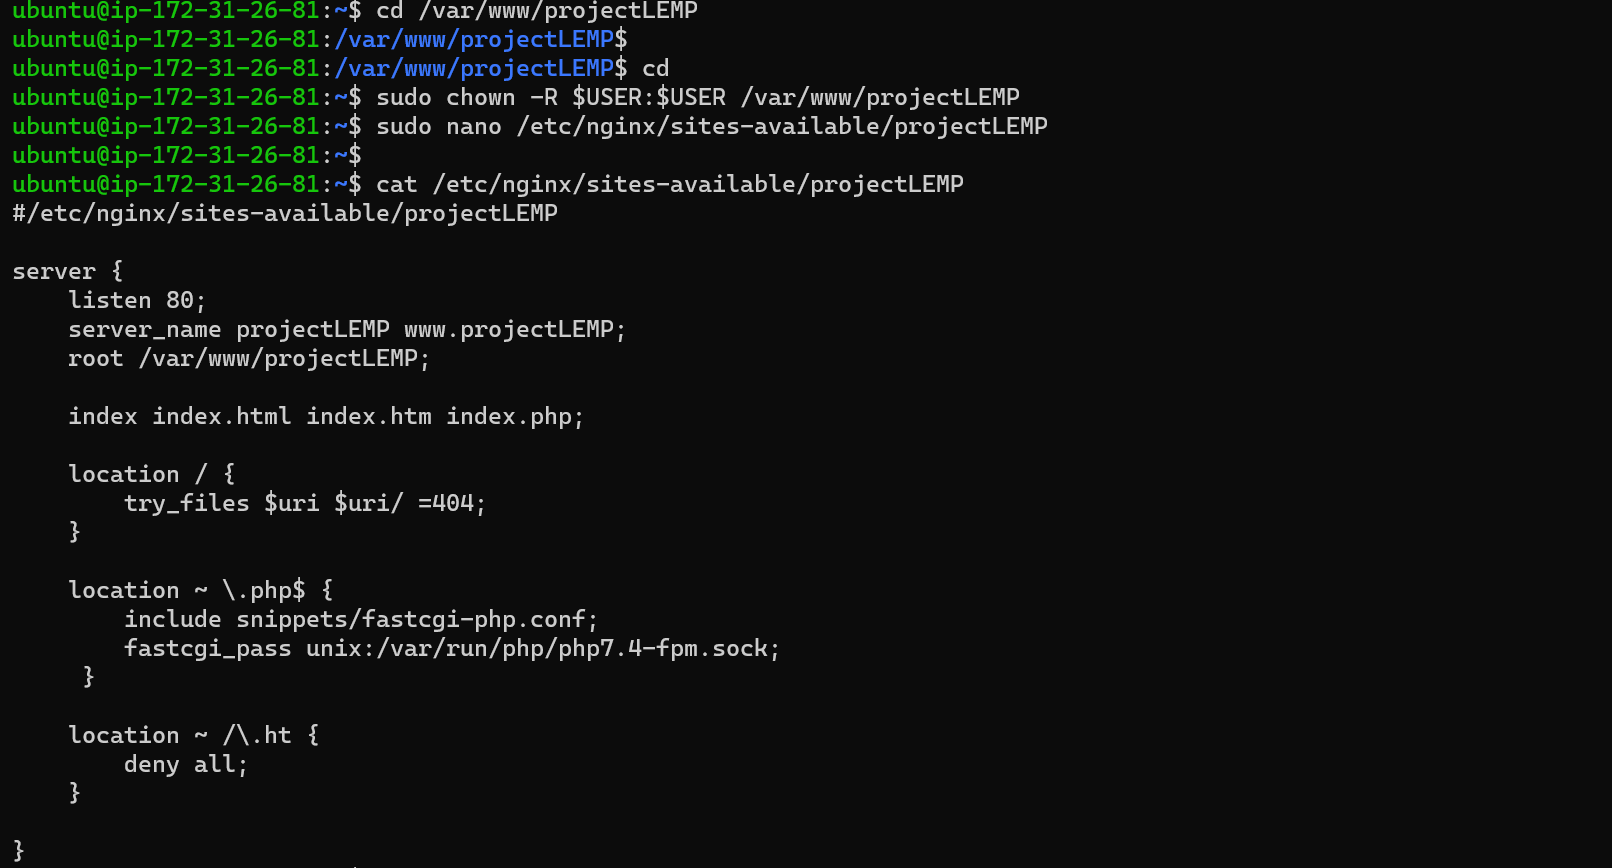 ubuntu@ip-172-31-26-81:~$ cd /var/www/projectLEMP
ubuntu@ip-172-31-26-81:/var/www/projectLEMP$
ubuntu@ip-172-31-26-81:/var/www/projectLEMP$ cd
ubuntu@ip-172-31-26-81:~$ sudo chown -R $USER:$USER /var/www/projectLEMP
ubuntu@ip-172-31-26-81:~$ sudo nano /etc/nginx/sites-available/projectLEMP
ubuntu@ip-172-31-26-81:~$
ubuntu@ip-172-31-26-81:~$ cat /etc/nginx/sites-available/projectLEMP
#/etc/nginx/sites-available/projectLEMP

server {
    listen 80;
    server_name projectLEMP www.projectLEMP;
    root /var/www/projectLEMP;

    index index.html index.htm index.php;

    location / {
        try_files $uri $uri/ =404;
    }

    location ~ \.php$ {
        include snippets/fastcgi-php.conf;
        fastcgi_pass unix:/var/run/php/php7.4-fpm.sock;
     }

    location ~ /\.ht {
        deny all;
    }

}